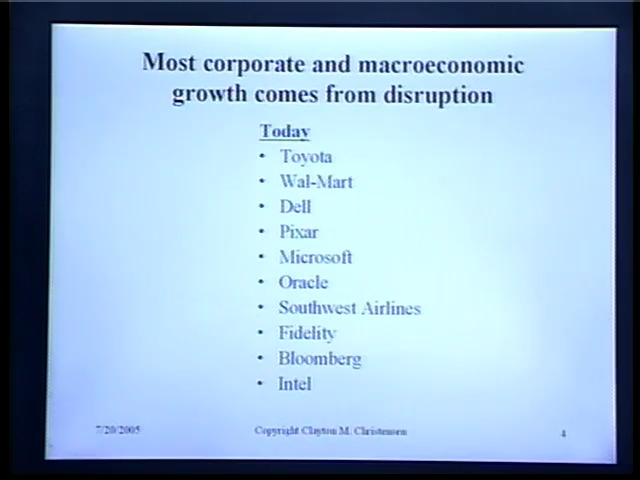 Most corporate and macroeconomic
growth comes from disruption
Today
• Toyota
• Wal-Mart
• Dell
• Pixar
• Microsoft
• Oracle
• Southwest Airlines
• Fidelity
• Bloomberg
• Intel
7/20/2005 Copyright Clayton M. Christensen 4